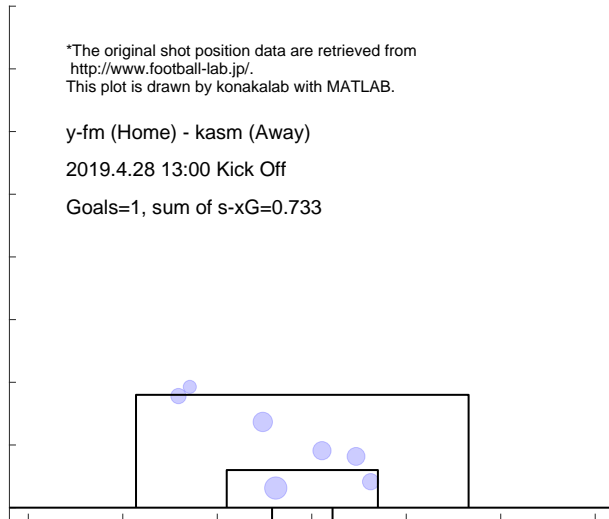 *The original shot position data are retrieved from
http://www.football-lab.jp/.
This plot is drawn by konakalab with MATLAB.
y-fm (Home) - kasm (Away)
2019.4.28 13:00 Kick Off
Goals=1, sum of s-xG=0.733